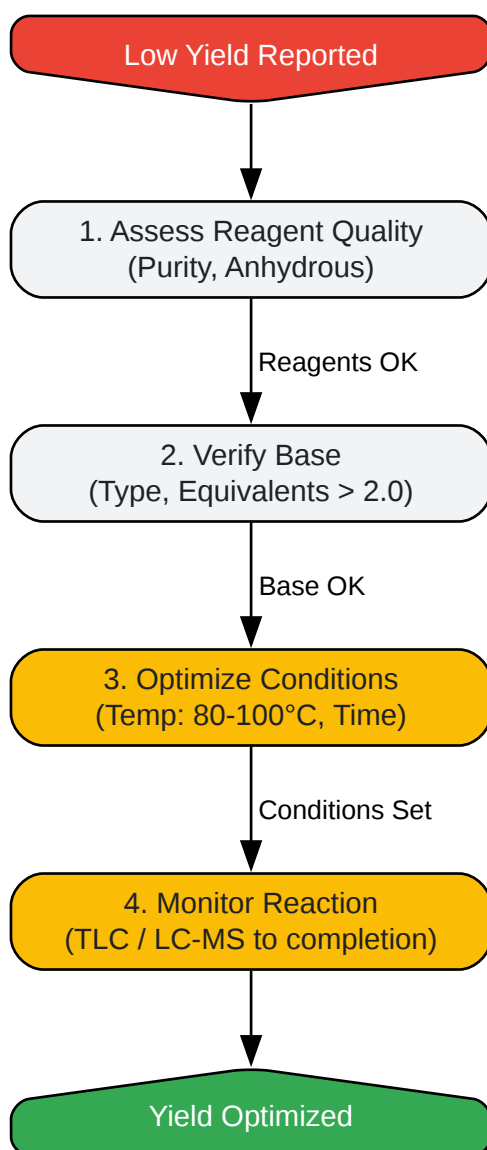 Low Yield Reported
1. Assess Reagent Quality
(Purity, Anhydrous)
Reagents OK
2. Verify Base
(Type, Equivalents > 2.0)
Base OK
3. Optimize Conditions
(Temp: 80-100°C, Time)
Conditions Set
4. Monitor Reaction
(TLC / LC-MS to completion)
Yield Optimized